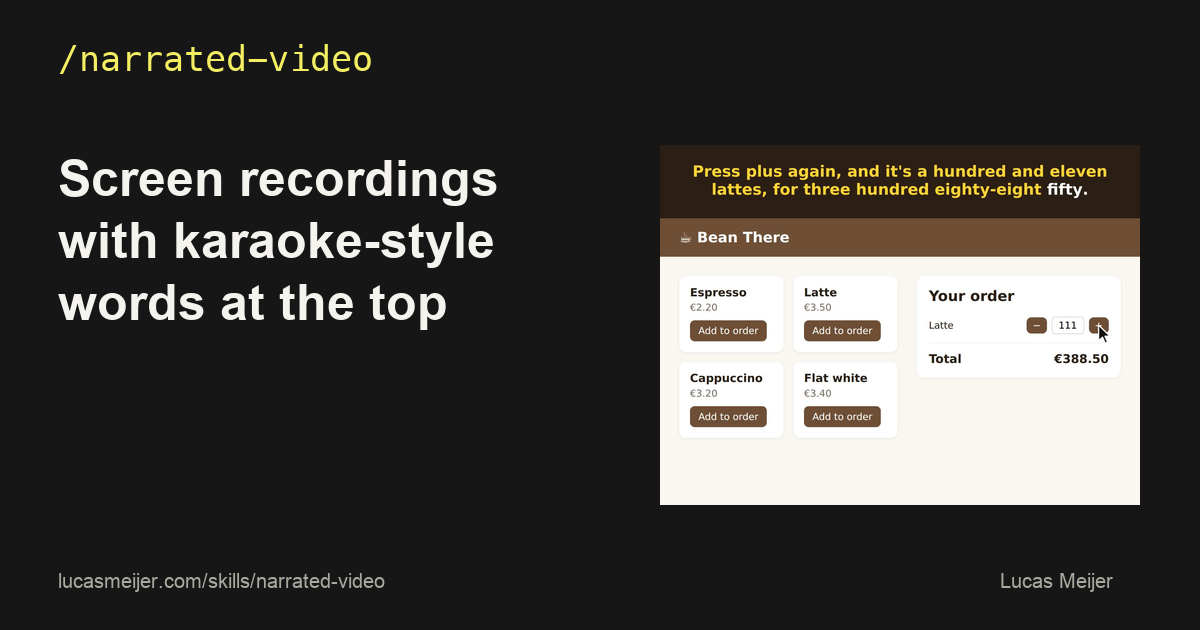 /narrated-video
Screen recordings
with karaoke-style
words at the top
Press plus again, and it's a hundred and eleven
lattes, for three hundred eighty-eight fifty.
☕ Bean There
Espresso
€2.20
Add to order
Latte
€3.50
Add to order
Cappuccino
€3.20
Add to order
Flat white
€3.40
Add to order
Your order
Latte − 111 +
Total €388.50
lucasmeijer.com/skills/narrated-video
Lucas Meijer